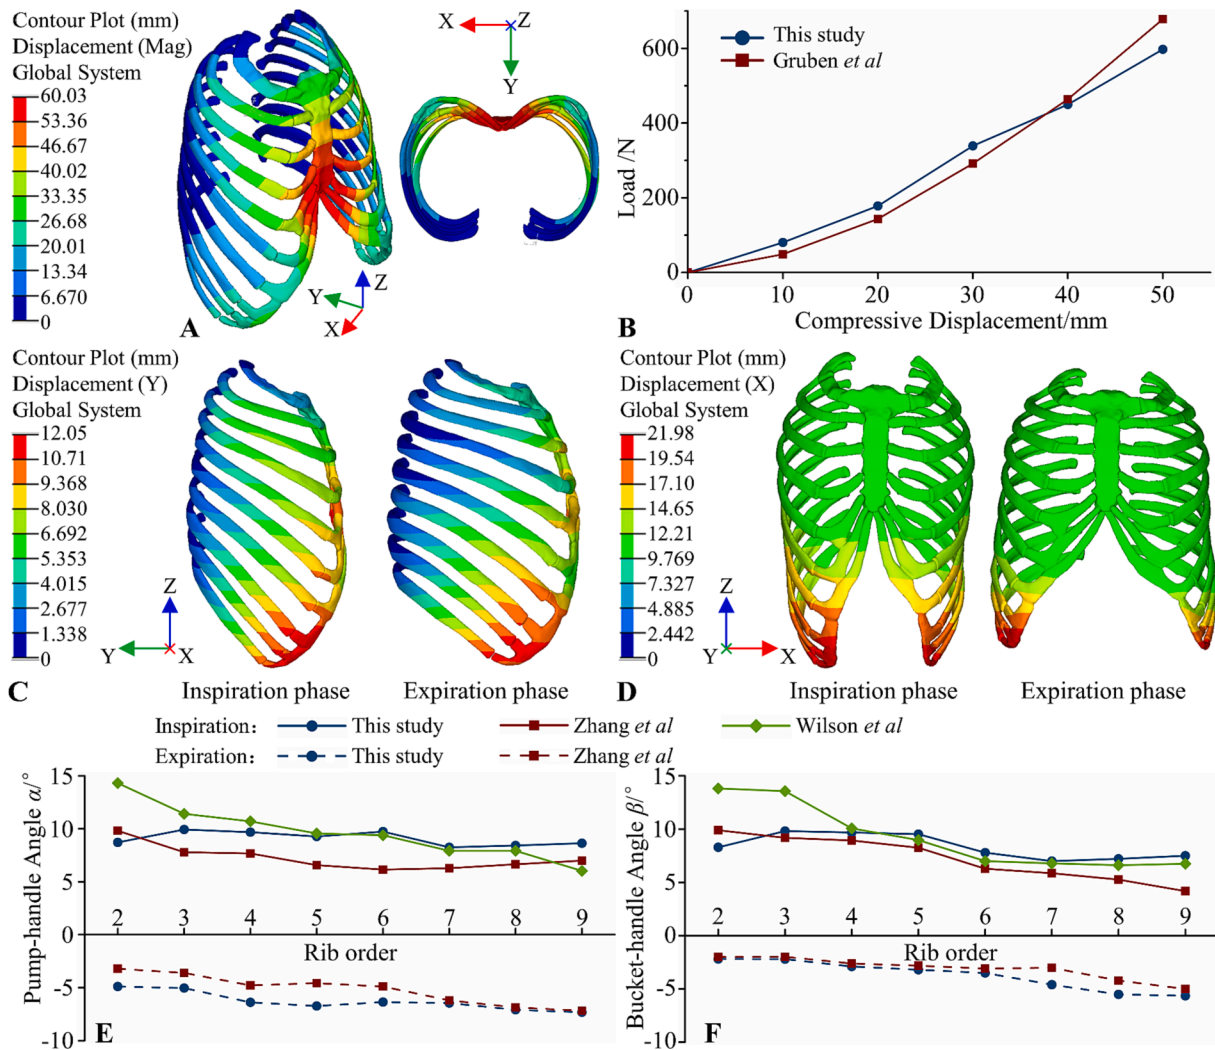 Contour Plot (mm)
Displacement (Mag)
Global System
60.03
53.36
46.67
40.02
33.35
26.68
20.01
13.34
6.670
0
X
Z
Y
Z
Y
X
A
600
400
200
0
This study
Gruben et al
Load /N
0
10
20
30
40
50
Compressive Displacement/mm
B
Contour Plot (mm)
Displacement (Y)
Global System
12.05
10.71
9.368
8.030
6.692
5.353
4.015
2.677
1.338
0
Z
Y
X
C
Inspiration phase
Expiration phase
Contour Plot (mm)
Displacement (X)
Global System
21.98
19.54
17.10
14.65
12.21
9.769
7.327
4.885
2.442
0
Z
Y
X
D
Inspiration phase
Expiration phase
Inspiration: This study Zhang et al Wilson et al
Expiration: This study Zhang et al
Pump-handle Angle α/°
15
10
5
0
-5
-10
2 3 4 5 6 7 8 9
Rib order
E
Bucket-handle Angle β/°
15
10
5
0
-5
-10
2 3 4 5 6 7 8 9
Rib order
F